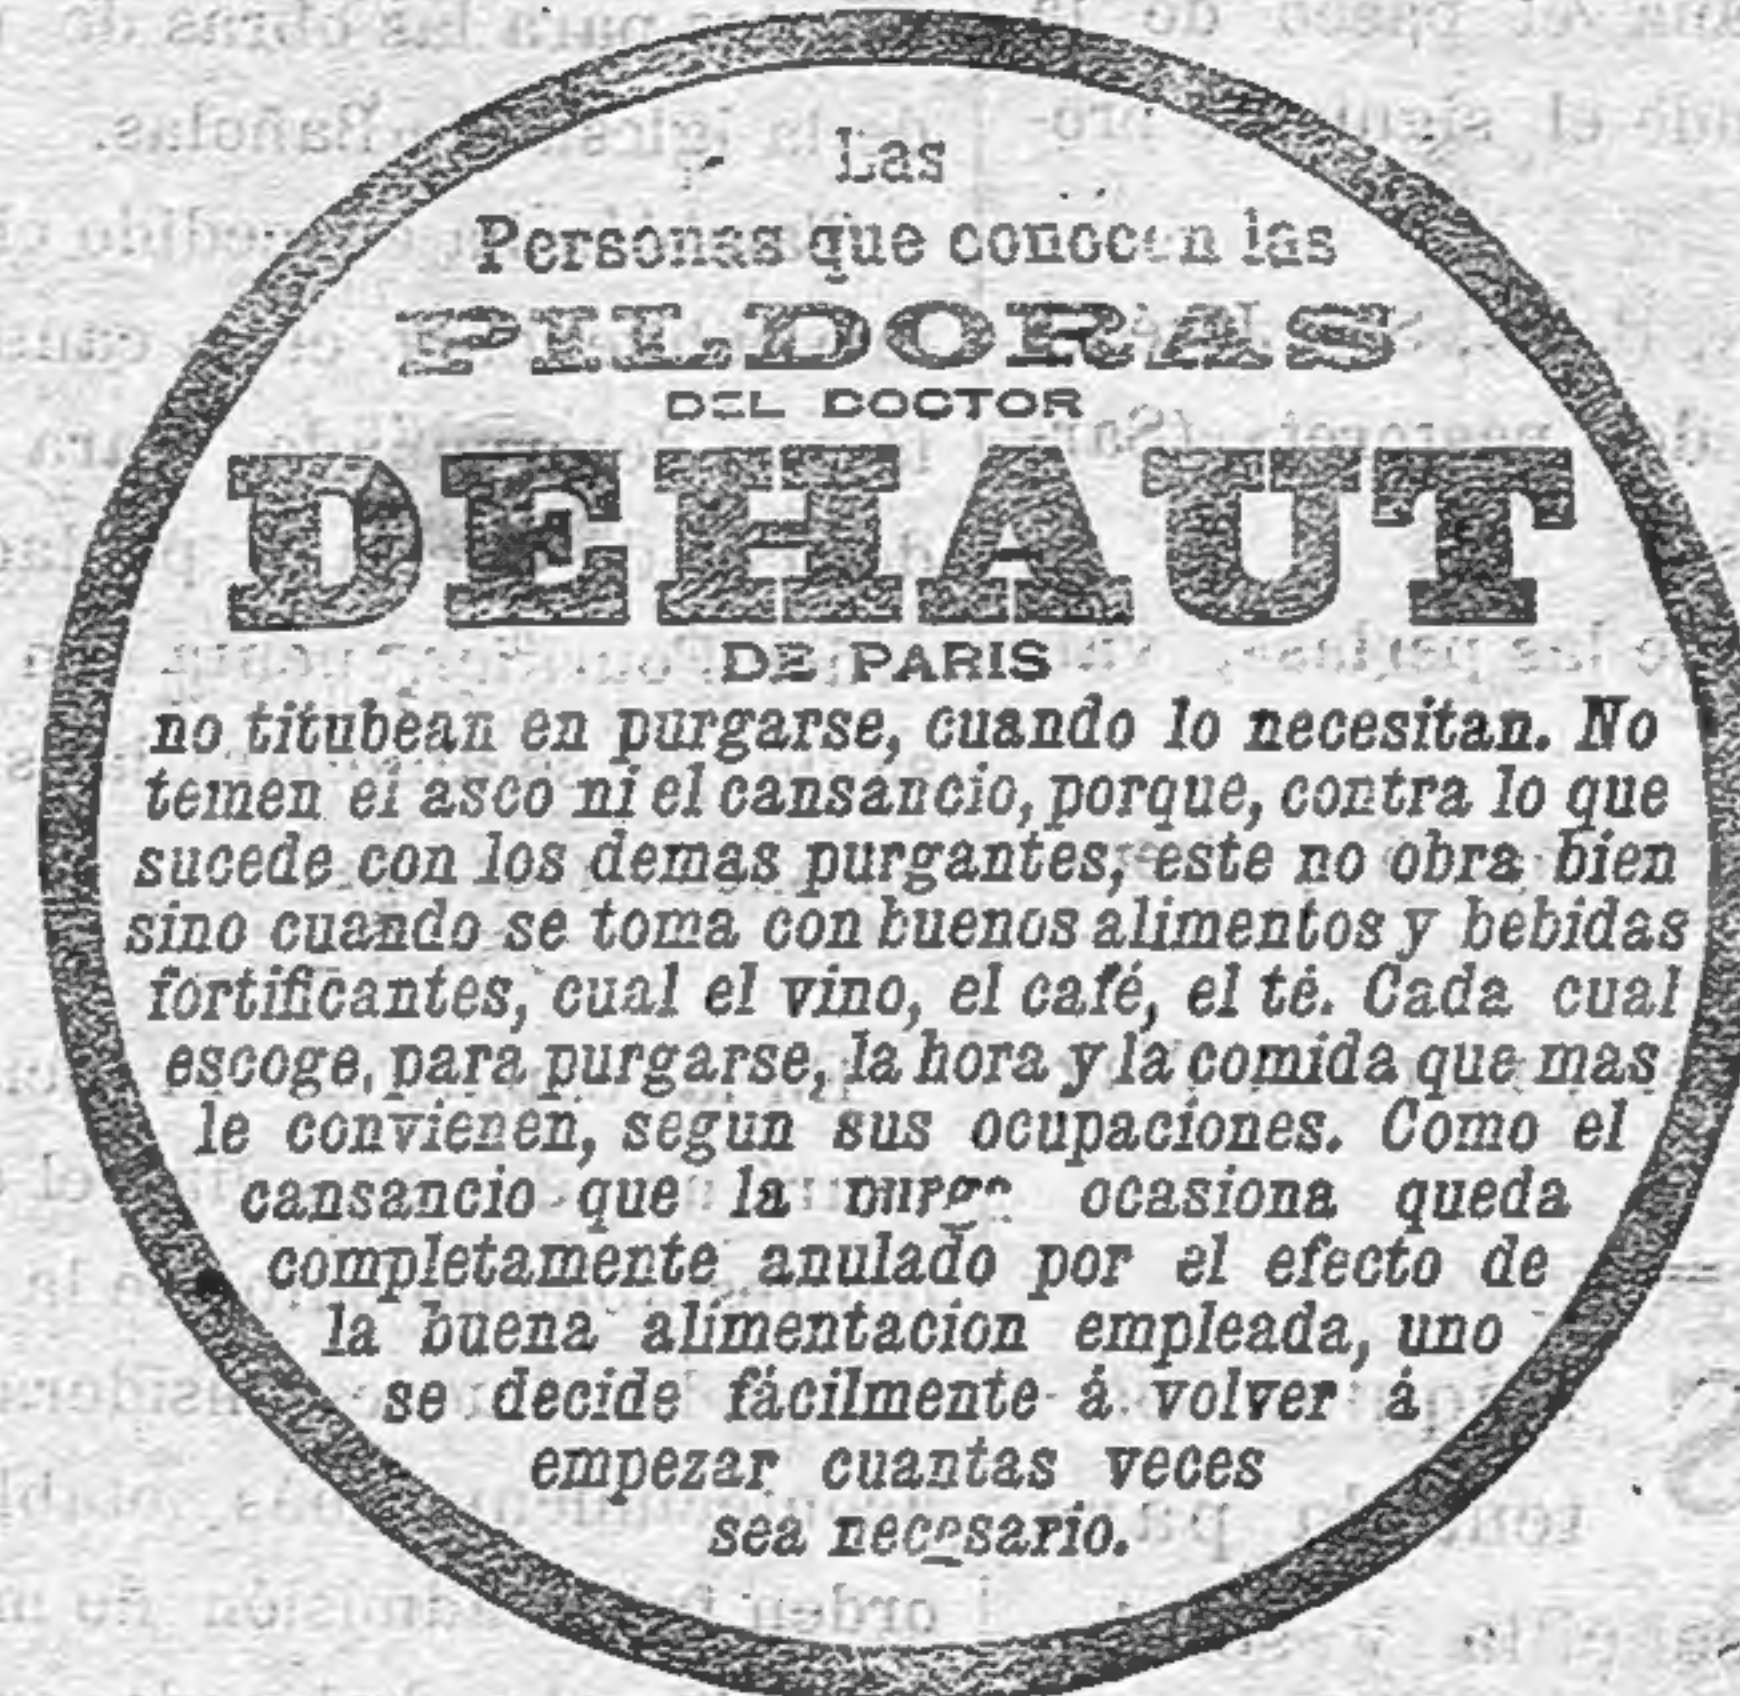 Las
Personas que conocen las
PILDORAS
DEL DOCTOR
DEHAUT
DE PARIS
no titubean en purgarse, cuando lo necesitan. No
temen el asco ni el cansancio, porque, contra lo que
sucede con los demas purgantes, este no obra bien
sino cuando se toma con buenos alimentos y bebidas
fortificantes, cual el vino, el café, el té. Cada cual
escoge, para purgarse, la hora y la comida que mas
le convienen, segun sus ocupaciones. Como el
cansancio que la purga ocasiona queda
completamente anulado por el efecto de
la buena alimentacion empleada, uno
se decide fácilmente á volver á
empezar cuantas veces
sea necesario.